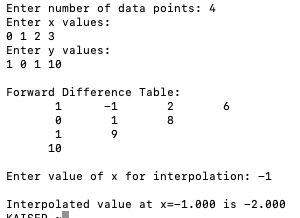 Enter number of data points: 4
Enter x values:
0 1 2 3
Enter y values:
1 0 1 10
Forward Difference Table:
1 -1 2 6
0 1 8
1 9
10
Enter value of x for interpolation: -1
Interpolated value at x=-1.000 is -2.000